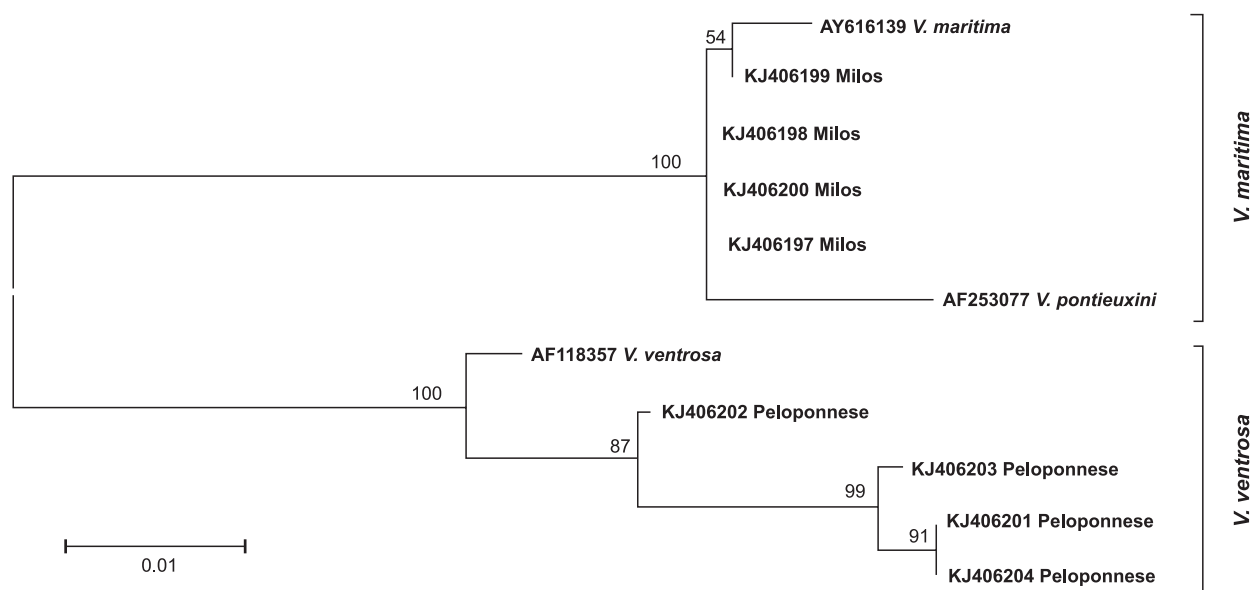 AY616139 V. maritima
54
KJ406199 Milos
KJ406198 Milos
100
KJ406200 Milos
KJ406197 Milos
AF253077 V. pontieuxini
V. maritima
AF118357 V. ventrosa
100
KJ406202 Peloponnese
87
KJ406203 Peloponnese
99
KJ406201 Peloponnese
91
KJ406204 Peloponnese
V. ventrosa
0.01